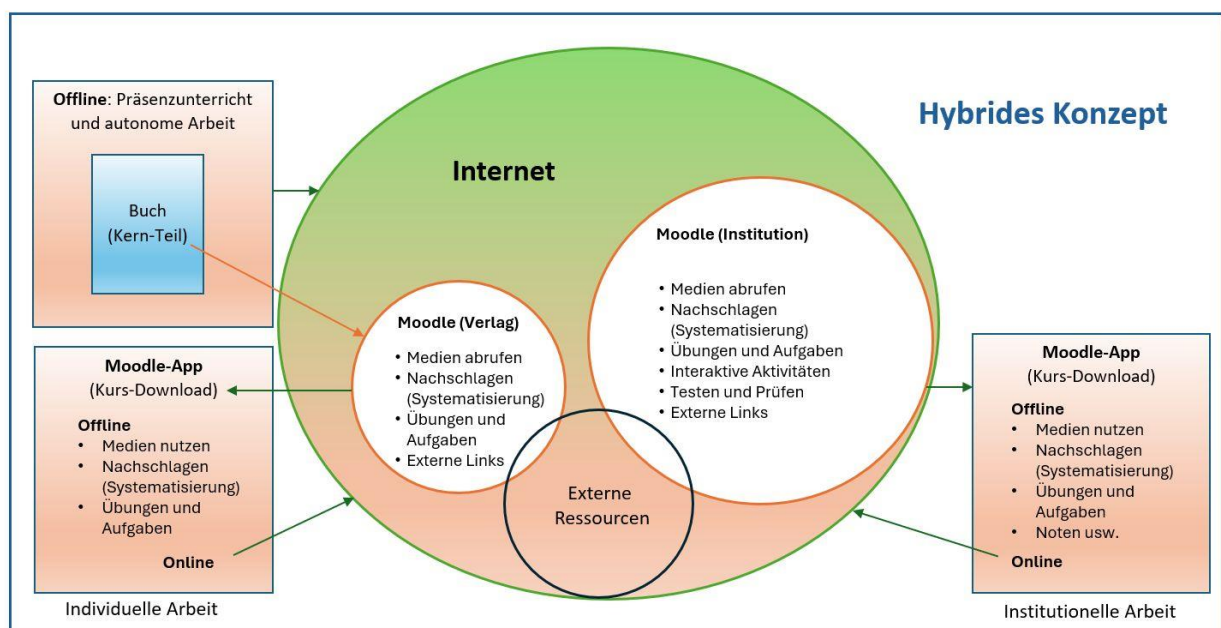 Hybrides Konzept
Offline: Präsenzunterricht
und autonome Arbeit
Buch
(Kern-Teil)
Internet
Moodle (Institution)
• Medien abrufen
• Nachschlagen
(Systematisierung)
• Übungen und Aufgaben
• Interaktive Aktivitäten
• Testen und Prüfen
• Externe Links
Moodle (Verlag)
• Medien abrufen
• Nachschlagen
(Systematisierung)
• Übungen und
Aufgaben
• Externe Links
Externe
Ressourcen
Moodle-App
(Kurs-Download)
Offline
• Medien nutzen
• Nachschlagen
(Systematisierung)
• Übungen und
Aufgaben
Online
Individuelle Arbeit
Moodle-App
(Kurs-Download)
Offline
• Medien nutzen
• Nachschlagen
(Systematisierung)
• Übungen und
Aufgaben
• Noten usw.
Online
Institutionelle Arbeit